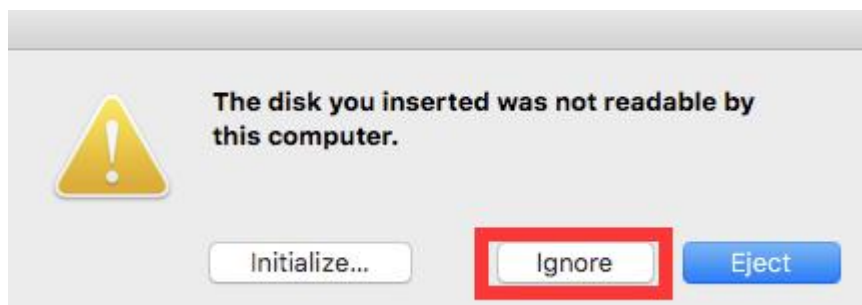 The disk you inserted was not readable by
this computer.
Initialize... Ignore Eject